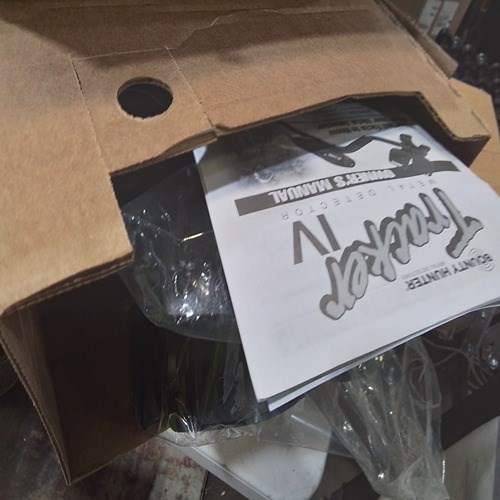 BOUNTY HUNTER
Tracker
IV
METAL DETECTOR
OWNER'S MANUAL